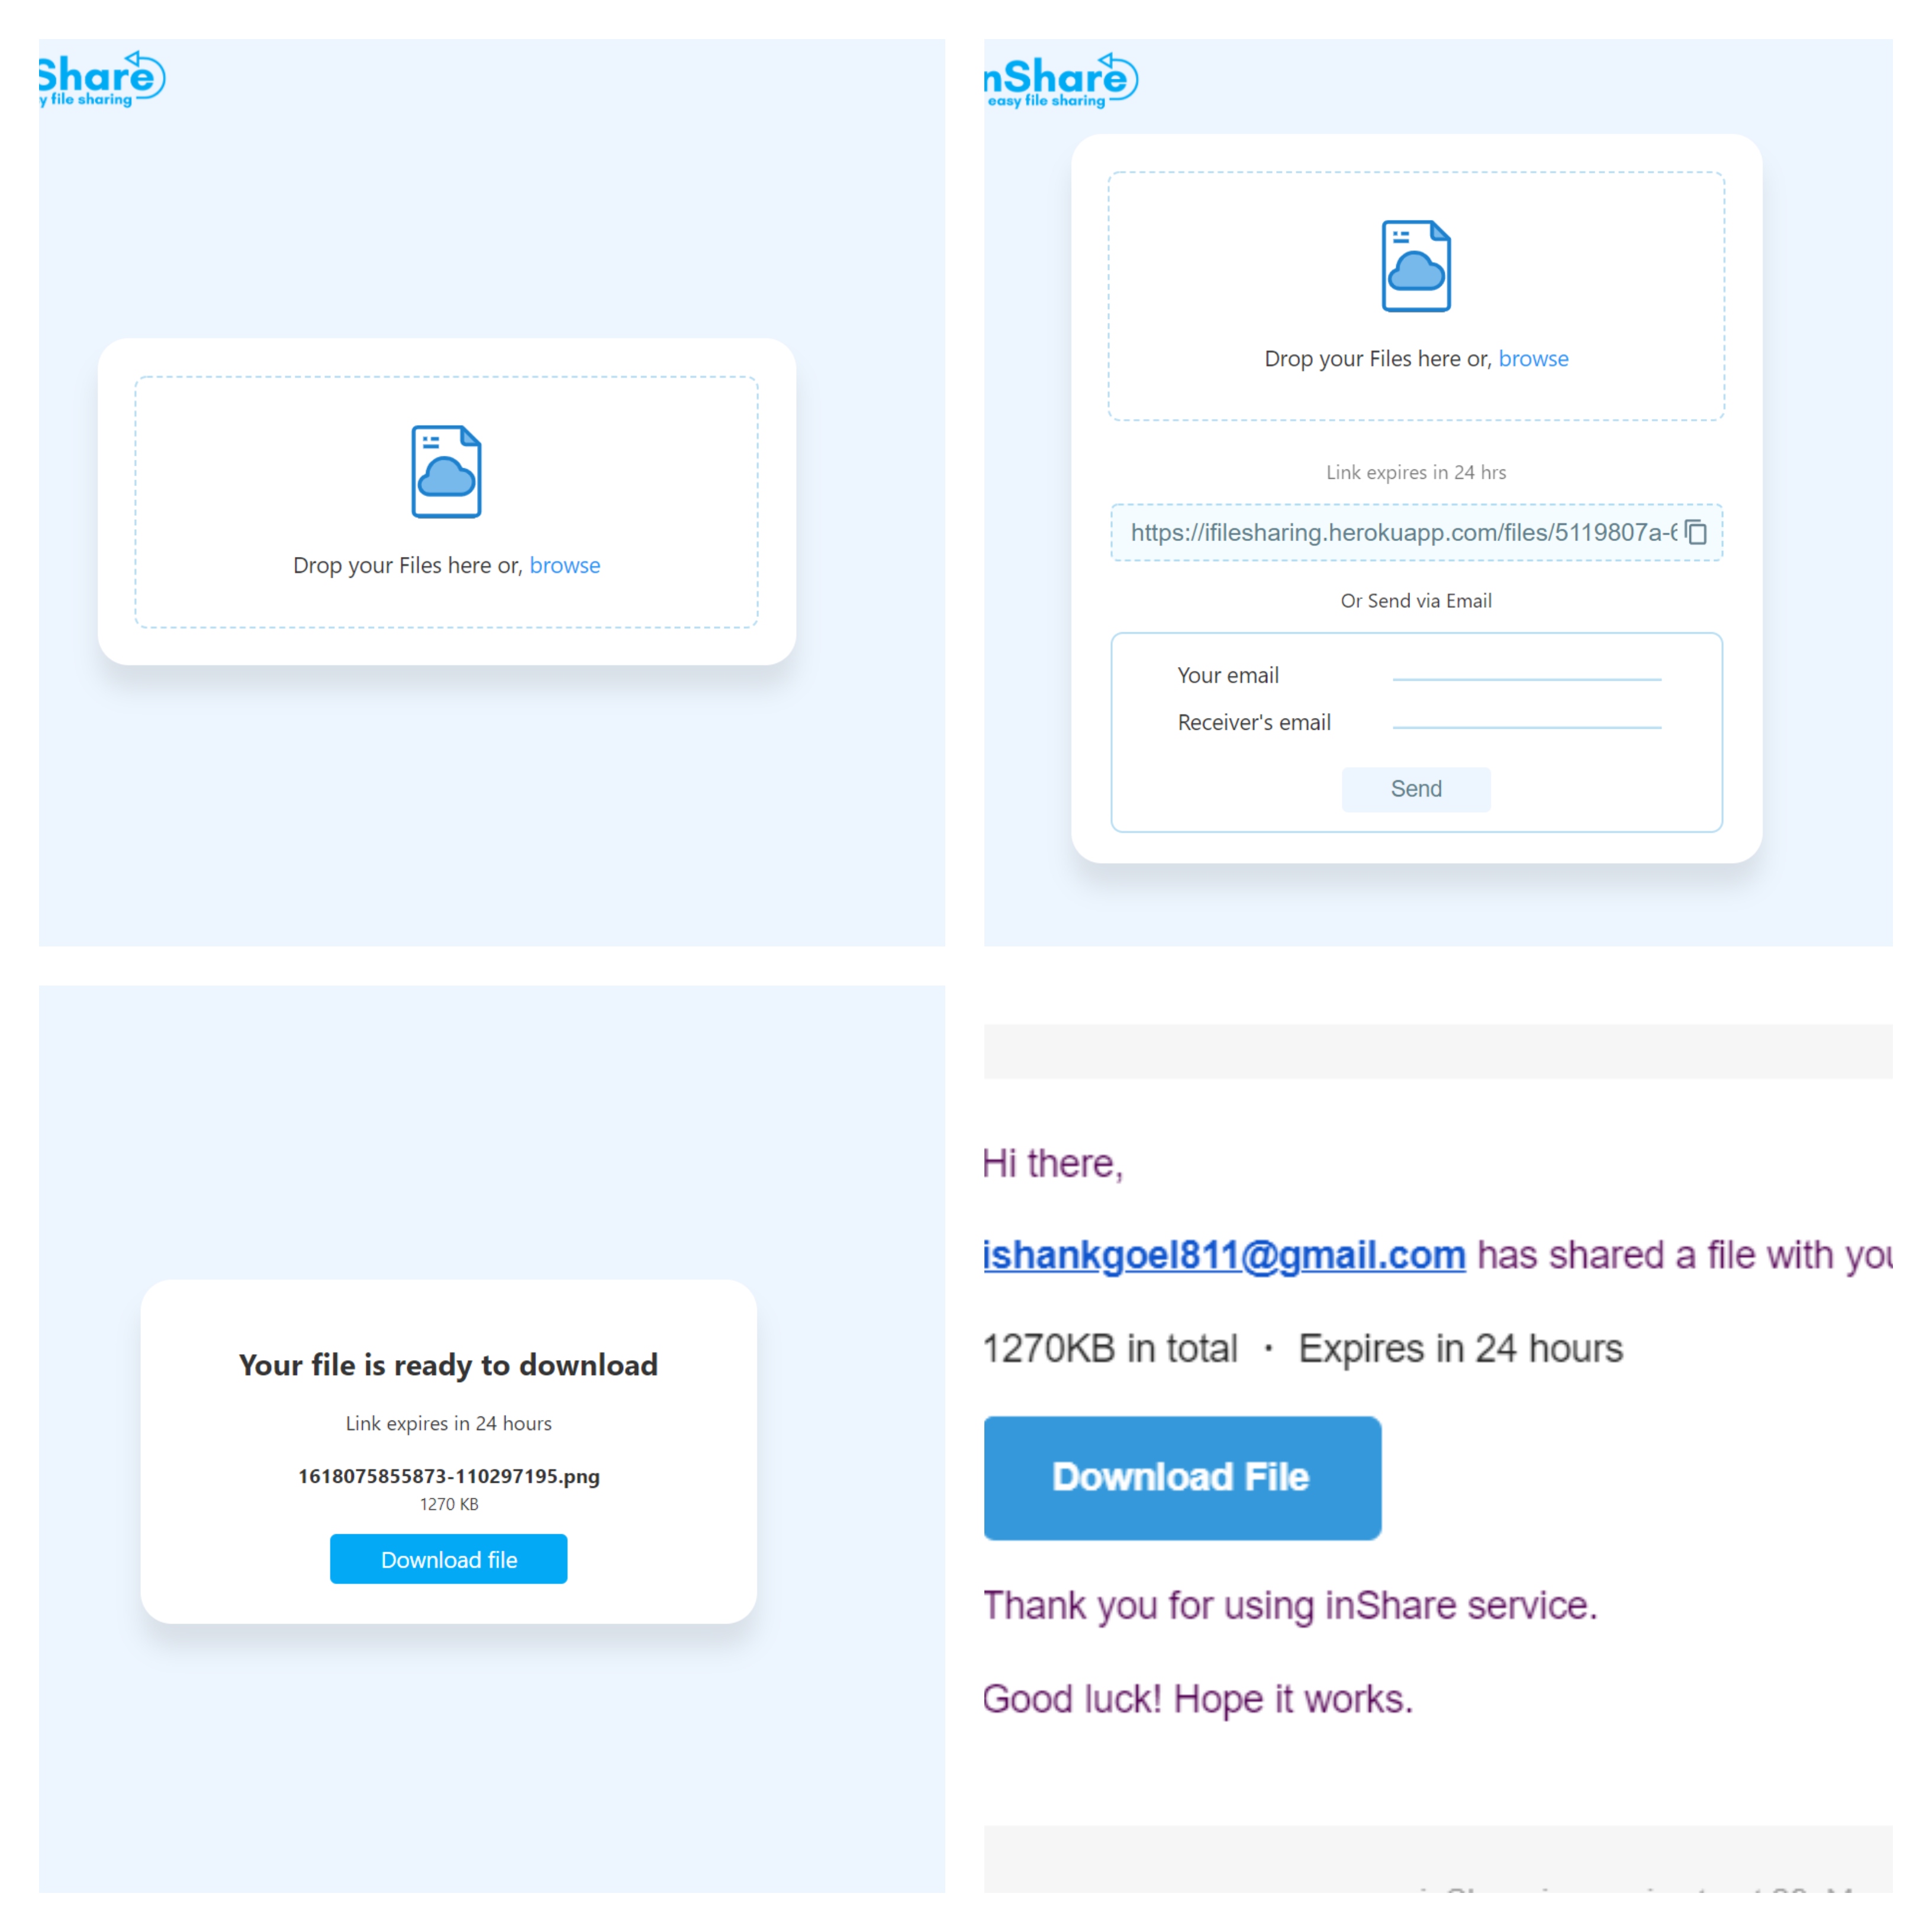 Share
y file sharing
Drop your Files here or, browse
nShare
easy file sharing
Drop your Files here or, browse
Link expires in 24 hrs
https://ifilesharing.herokuapp.com/files/5119807a-6
Or Send via Email
Your email
Receiver's email
Send
Your file is ready to download
Link expires in 24 hours
1618075855873-110297195.png
1270 KB
Download file
Hi there,
ishankgoel811@gmail.com has shared a file with you
1270KB in total · Expires in 24 hours
Download File
Thank you for using inShare service.
Good luck! Hope it works.